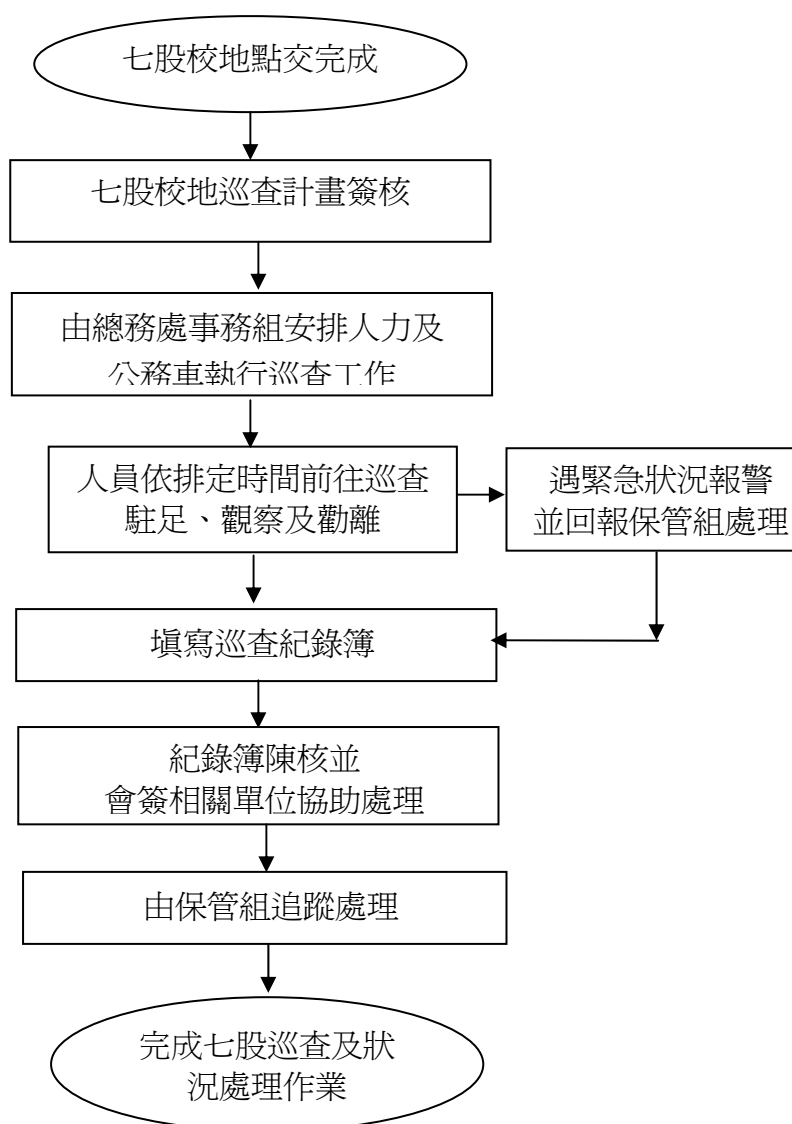 七股校地點交完成
七股校地巡查計畫簽核
由總務處事務組安排人力及
公務車執行巡查工作
人員依排定時間前往巡查
駐足、觀察及勸離
遇緊急狀況報警
並回報保管組處理
填寫巡查紀錄簿
紀錄簿陳核並
會簽相關單位協助處理
由保管組追蹤處理
完成七股巡查及狀
況處理作業